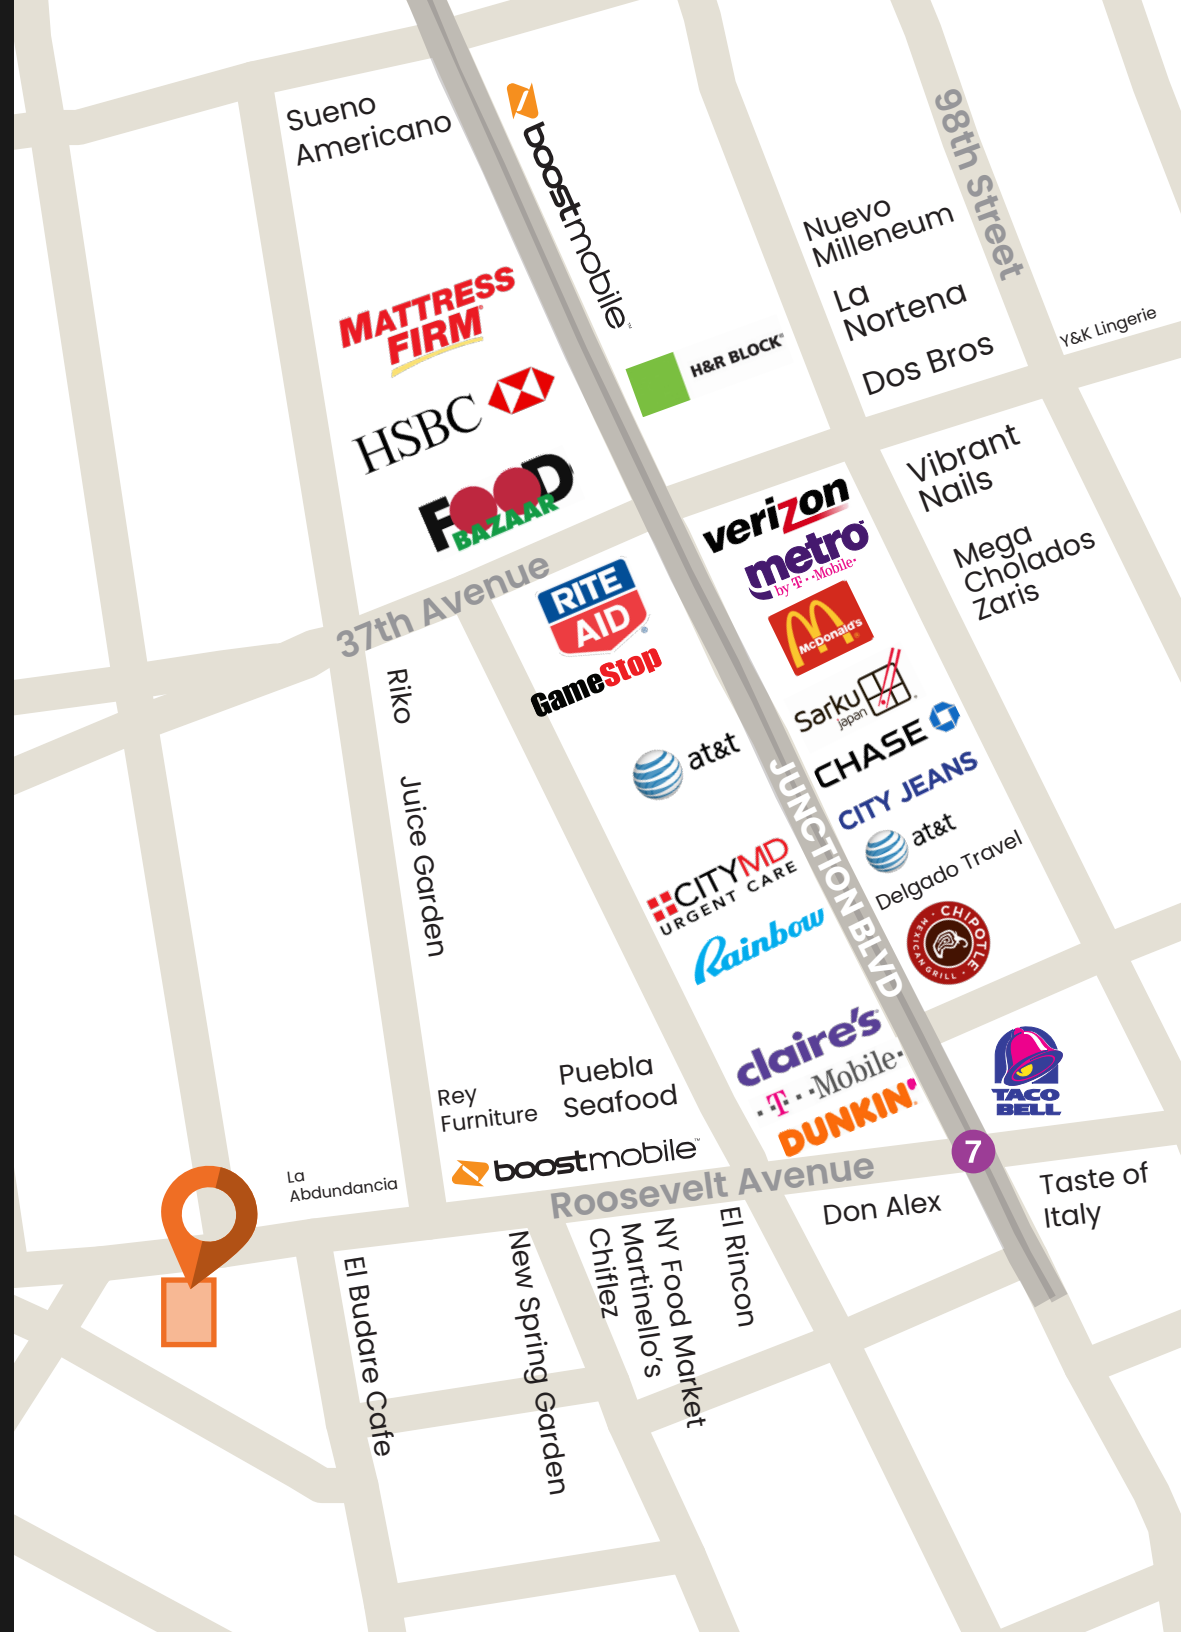 Sueno
Americano
boostmobile
98th Street
Nuevo
Milleneum
La
Nortena
Dos Bros
Y&K Lingerie
MATTRESS
FIRM
H&R BLOCK
HSBC
FOOD
BAZAAR
37th Avenue
Vibrant
Nails
Mega
Cholados
Zaris
verizon
metro
by T··Mobile·
RITE
AID
McDonald's
GameStop
Sarku
Japan
CHASE
CITY JEANS
at&t
at&t
Delgado Travel
JUNCTION BLVD
CITYMD
URGENT CARE
Rainbow
CHIPOTLE
MEXICAN GRILL
Riko
Juice Garden
claire's
·T··Mobile·
DUNKIN'
TACO
BELL
Puebla
Seafood
Rey
Furniture
boostmobile™
La
Abdundancia
Roosevelt Avenue
7
Don Alex
Taste of
Italy
El Budare Cafe
New Spring Garden
Chiflez
Martinello's
NY Food Market
El Rincon